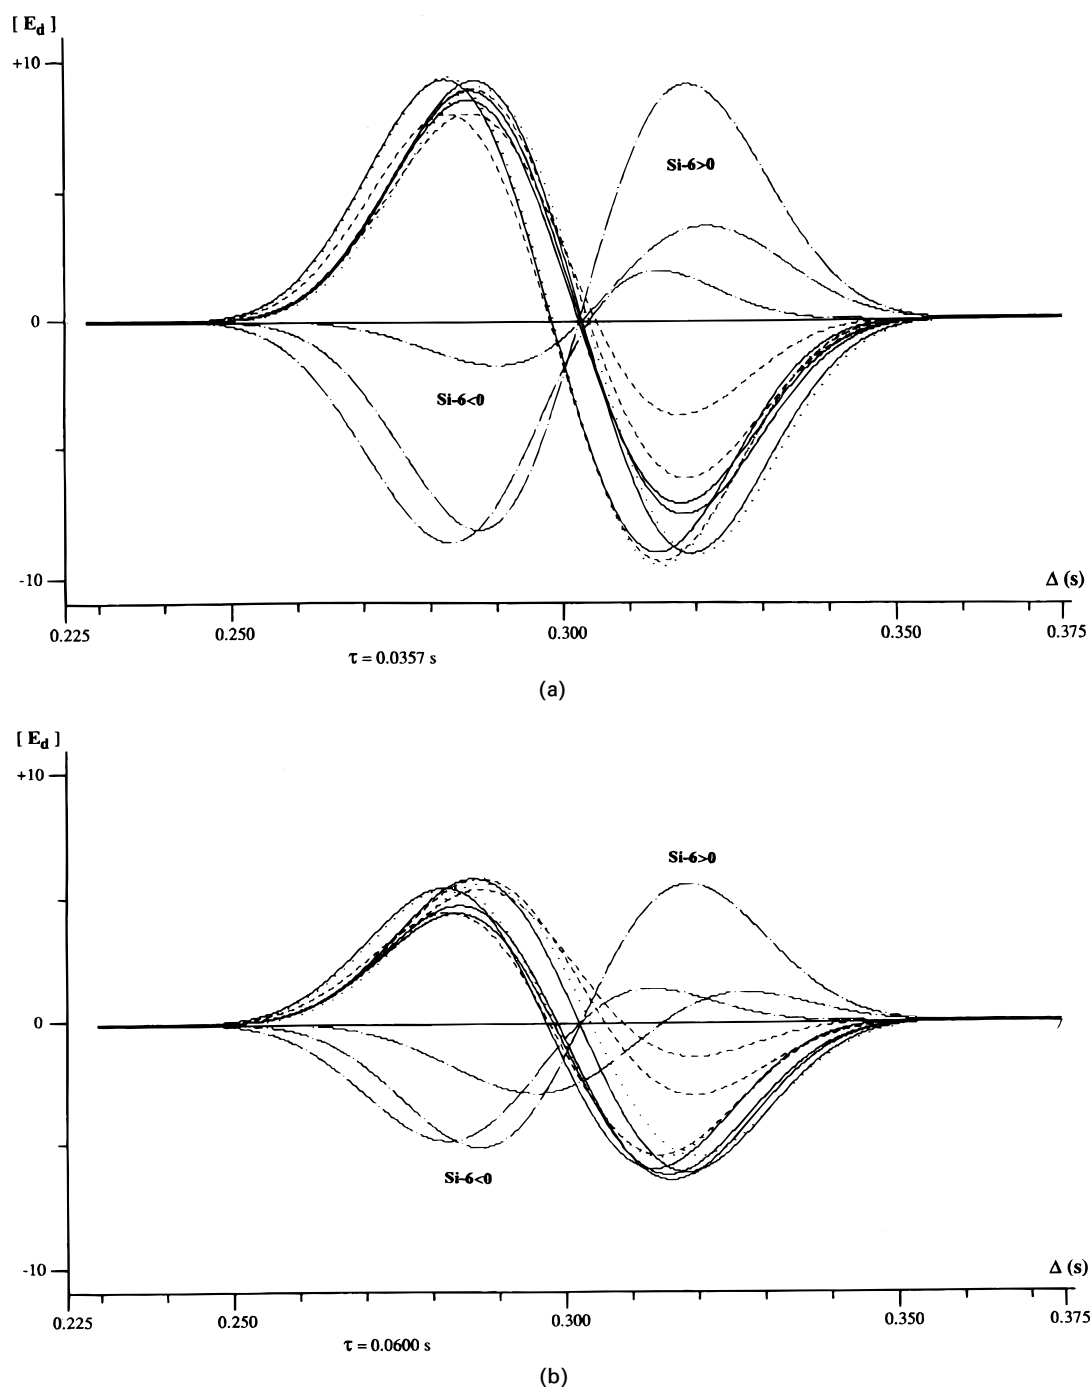 [ E_d ]
+10
Si-6>0
0
Si-6<0
-10
Δ (s)
0.225
0.250
0.300
0.350
0.375
τ = 0.0357 s
(a)
[ E_d ]
+10
Si-6>0
0
Si-6<0
-10
Δ (s)
0.225
0.250
0.300
0.350
0.375
τ = 0.0600 s
(b)